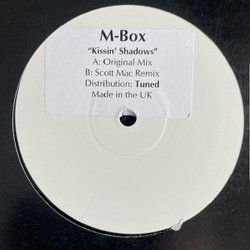 M-Box
"Kissin' Shadows"
A: Original Mix
B: Scott Mac Remix
Distribution: Tuned
Made in the UK